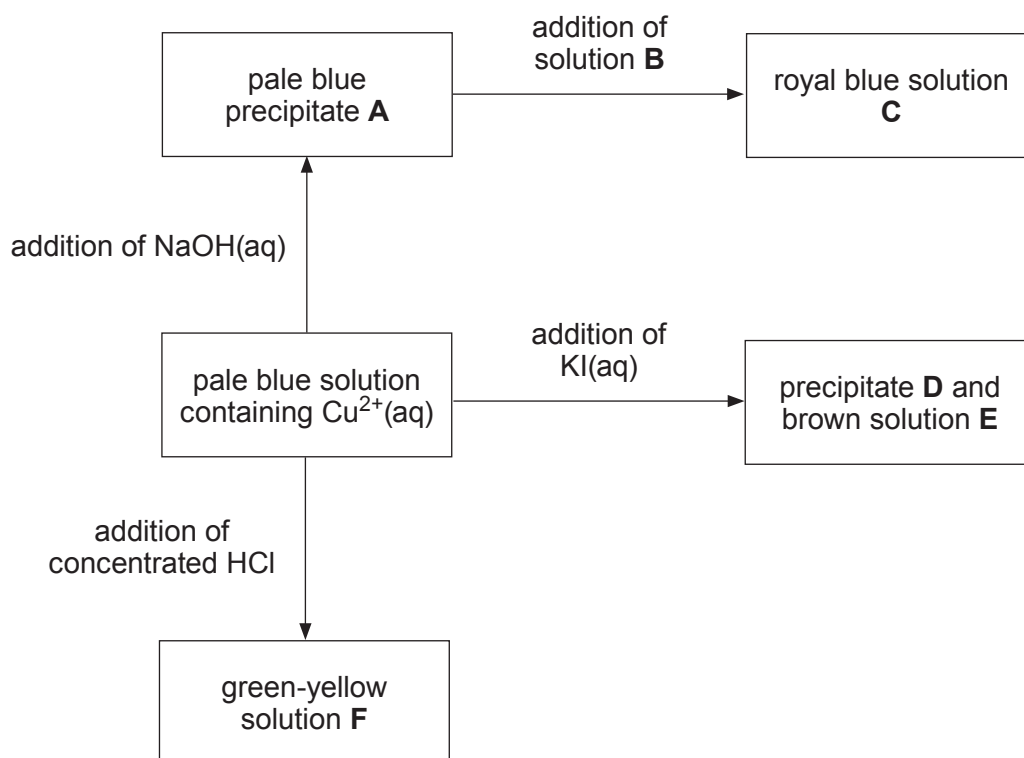 addition of
solution B
pale blue
precipitate A
royal blue solution
C
addition of NaOH(aq)
addition of
KI(aq)
pale blue solution
containing Cu²⁺(aq)
precipitate D and
brown solution E
addition of
concentrated HCl
green-yellow
solution F